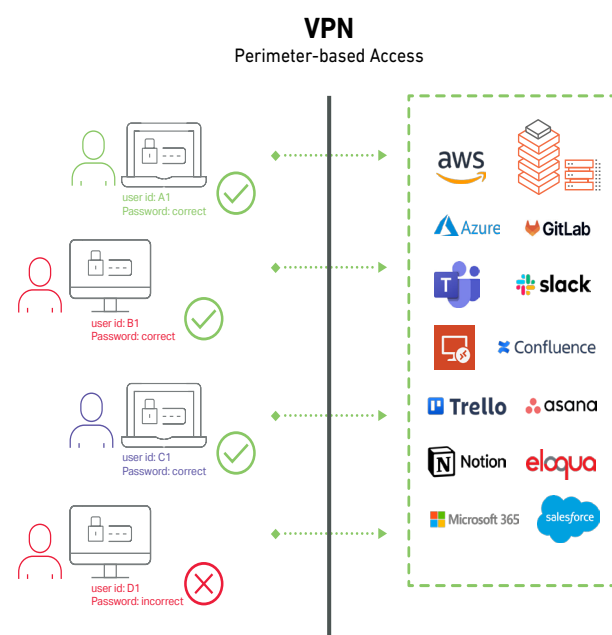 VPN
Perimeter-based Access
user id: A1
Password: correct
user id: B1
Password: correct
user id: C1
Password: correct
user id: D1
Password: incorrect
aws
Azure
GitLab
T
slack
Confluence
Trello
asana
N Notion
eloqua
Microsoft 365
salesforce